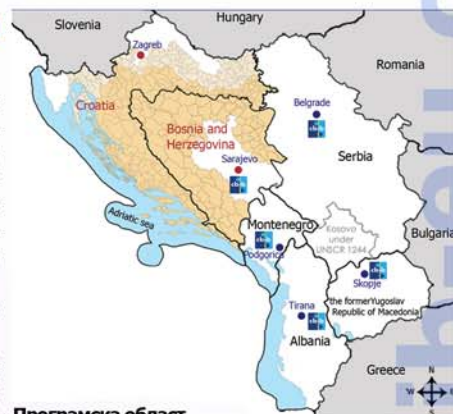 Slovenia
Hungary
Zagreb
Romania
Croatia
Belgrade
Bosnia and
Herzegovina
Sarajevo
Serbia
Adriatic sea
Montenegro
Kosovo
under
UNSCR 1244
Bulgaria
Podgorica
Skopje
Tirana
the formerYugoslav
Republic of Macedonia
Albania
Greece
N
W
Програмска област